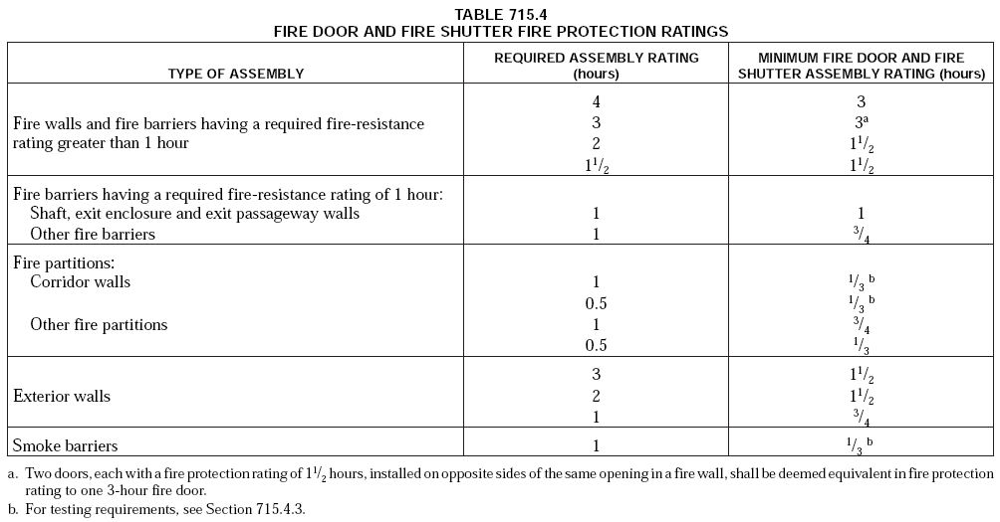 TABLE 715.4
FIRE DOOR AND FIRE SHUTTER FIRE PROTECTION RATINGS
TYPE OF ASSEMBLY
REQUIRED ASSEMBLY RATING
(hours)
MINIMUM FIRE DOOR AND FIRE
SHUTTER ASSEMBLY RATING (hours)
Fire walls and fire barriers having a required fire-resistance
rating greater than 1 hour
4 3
3 3ᵃ
2 1 1/2
1 1/2 1 1/2
Fire barriers having a required fire-resistance rating of 1 hour:
Shaft, exit enclosure and exit passageway walls 1 1
Other fire barriers 1 3/4
Fire partitions:
Corridor walls 1 1/3 ᵇ
0.5 1/3 ᵇ
Other fire partitions 1 3/4
0.5 1/3
Exterior walls
3 1 1/2
2 1 1/2
1 3/4
Smoke barriers 1 1/3 ᵇ
a. Two doors, each with a fire protection rating of 1 1/2 hours, installed on opposite sides of the same opening in a fire wall, shall be deemed equivalent in fire protection
rating to one 3-hour fire door.
b. For testing requirements, see Section 715.4.3.